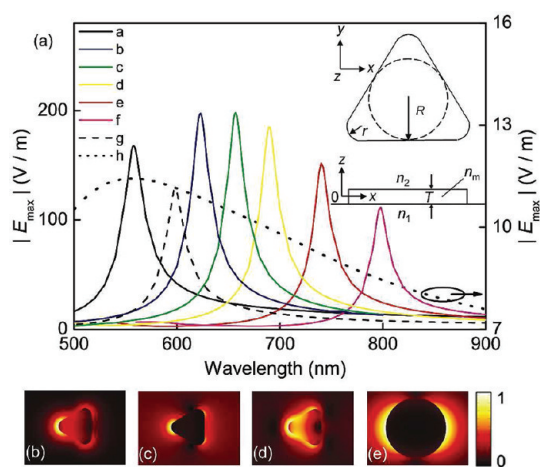 (a)
a
b
c
d
e
f
g
h
y
x
z
R
r
z
n2
nm
0
x
T
n1
200
100
0
| Emax | (V / m)
16
13
10
7
| Emax | (V / m)
500 600 700 800 900
Wavelength (nm)
(b) (c) (d) (e)
1
0